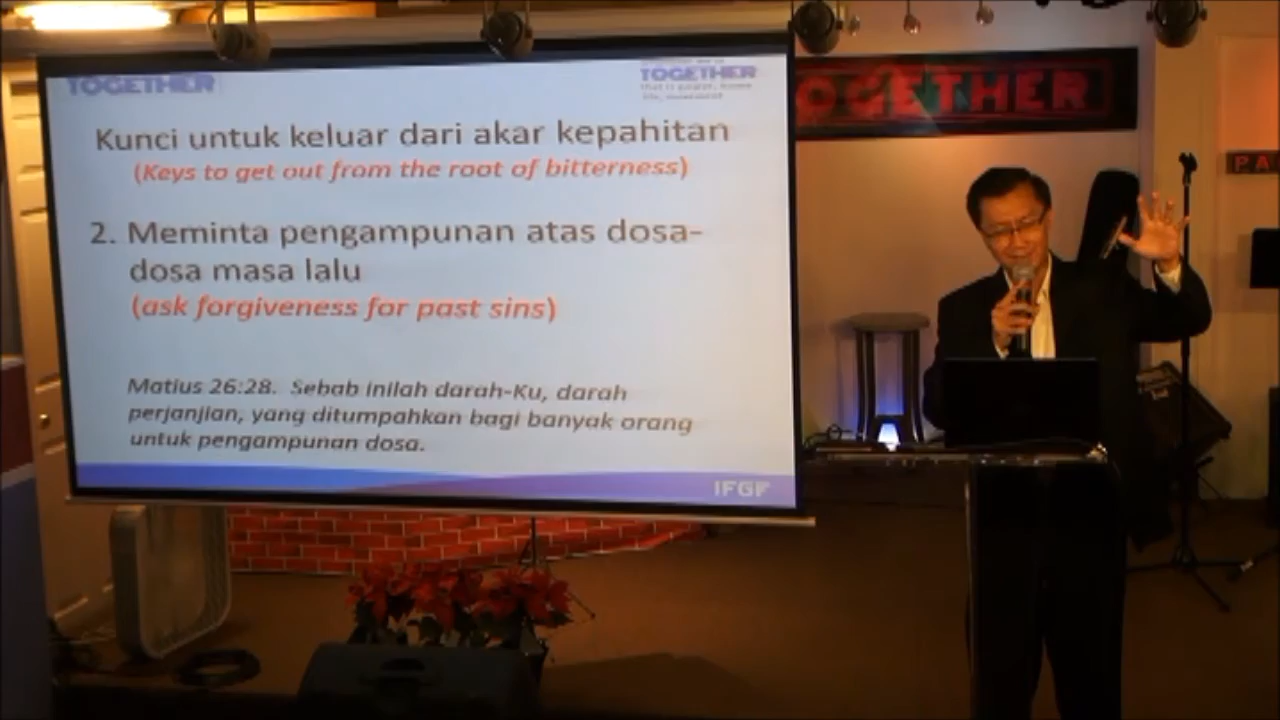 TOGETHER
TOGETHER
Kunci untuk keluar dari akar kepahitan
(Keys to get out from the root of bitterness)
2. Meminta pengampunan atas dosa-
dosa masa lalu
(ask forgiveness for past sins)
Matius 26:28. Sebab inilah darah-Ku, darah
perjanjian, yang ditumpahkan bagi banyak orang
untuk pengampunan dosa.
IFGF
OGETHER
PA